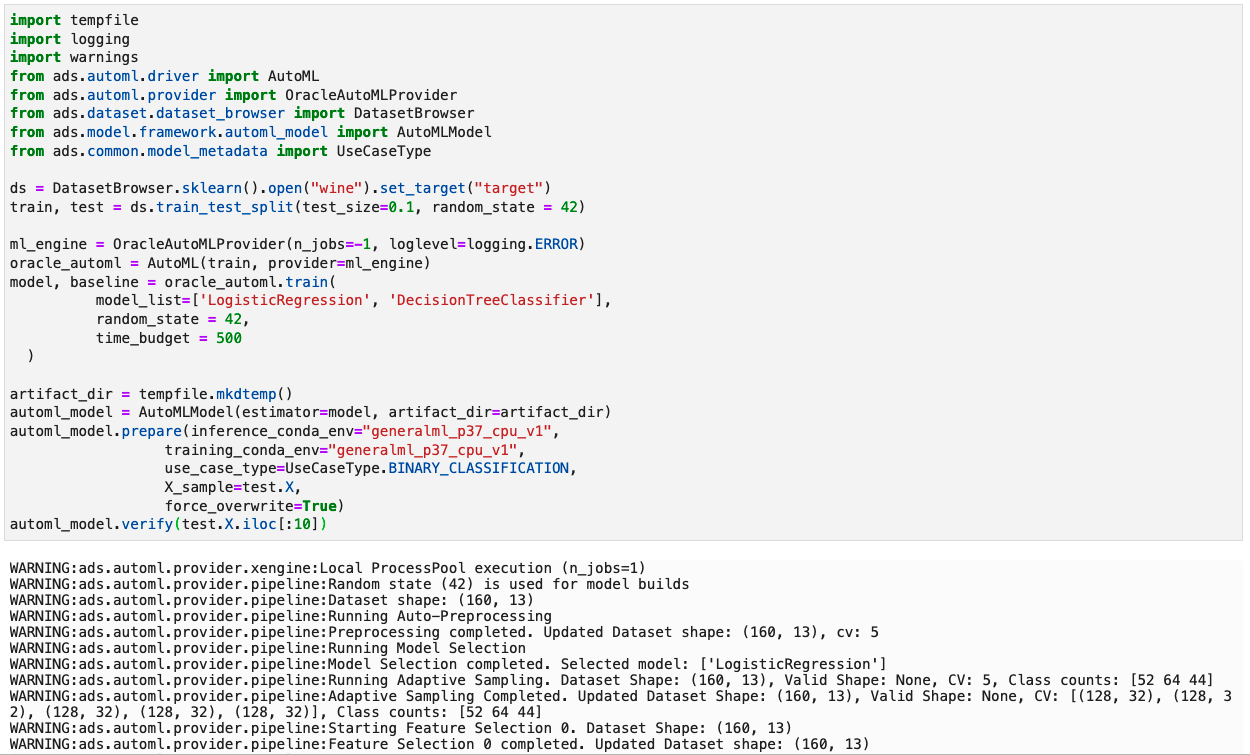 import tempfile
import logging
import warnings
from ads.automl.driver import AutoML
from ads.automl.provider import OracleAutoMLProvider
from ads.dataset.dataset_browser import DatasetBrowser
from ads.model.framework.automl_model import AutoMLModel
from ads.common.model_metadata import UseCaseType
ds = DatasetBrowser.sklearn().open("wine").set_target("target")
train, test = ds.train_test_split(test_size=0.1, random_state = 42)
ml_engine = OracleAutoMLProvider(n_jobs=-1, loglevel=logging.ERROR)
oracle_automl = AutoML(train, provider=ml_engine)
model, baseline = oracle_automl.train(
model_list=['LogisticRegression', 'DecisionTreeClassifier'],
random_state = 42,
time_budget = 500
)
artifact_dir = tempfile.mkdtemp()
automl_model = AutoMLModel(estimator=model, artifact_dir=artifact_dir)
automl_model.prepare(inference_conda_env="generalml_p37_cpu_v1",
training_conda_env="generalml_p37_cpu_v1",
use_case_type=UseCaseType.BINARY_CLASSIFICATION,
X_sample=test.X,
force_overwrite=True)
automl_model.verify(test.X.iloc[:10])
WARNING:ads.automl.provider.xengine:Local ProcessPool execution (n_jobs=1)
WARNING:ads.automl.provider.pipeline:Random state (42) is used for model builds
WARNING:ads.automl.provider.pipeline:Dataset shape: (160, 13)
WARNING:ads.automl.provider.pipeline:Running Auto-Preprocessing
WARNING:ads.automl.provider.pipeline:Preprocessing completed. Updated Dataset shape: (160, 13), cv: 5
WARNING:ads.automl.provider.pipeline:Running Model Selection
WARNING:ads.automl.provider.pipeline:Model Selection completed. Selected model: ['LogisticRegression']
WARNING:ads.automl.provider.pipeline:Running Adaptive Sampling. Dataset Shape: (160, 13), Valid Shape: None, CV: 5, Class counts: [52 64 44]
WARNING:ads.automl.provider.pipeline:Adaptive Sampling Completed. Updated Dataset Shape: (160, 13), Valid Shape: None, CV: [(128, 32), (128, 3
2), (128, 32), (128, 32), (128, 32)], Class counts: [52 64 44]
WARNING:ads.automl.provider.pipeline:Starting Feature Selection 0. Dataset Shape: (160, 13)
WARNING:ads.automl.provider.pipeline:Feature Selection 0 completed. Updated Dataset shape: (160, 13)